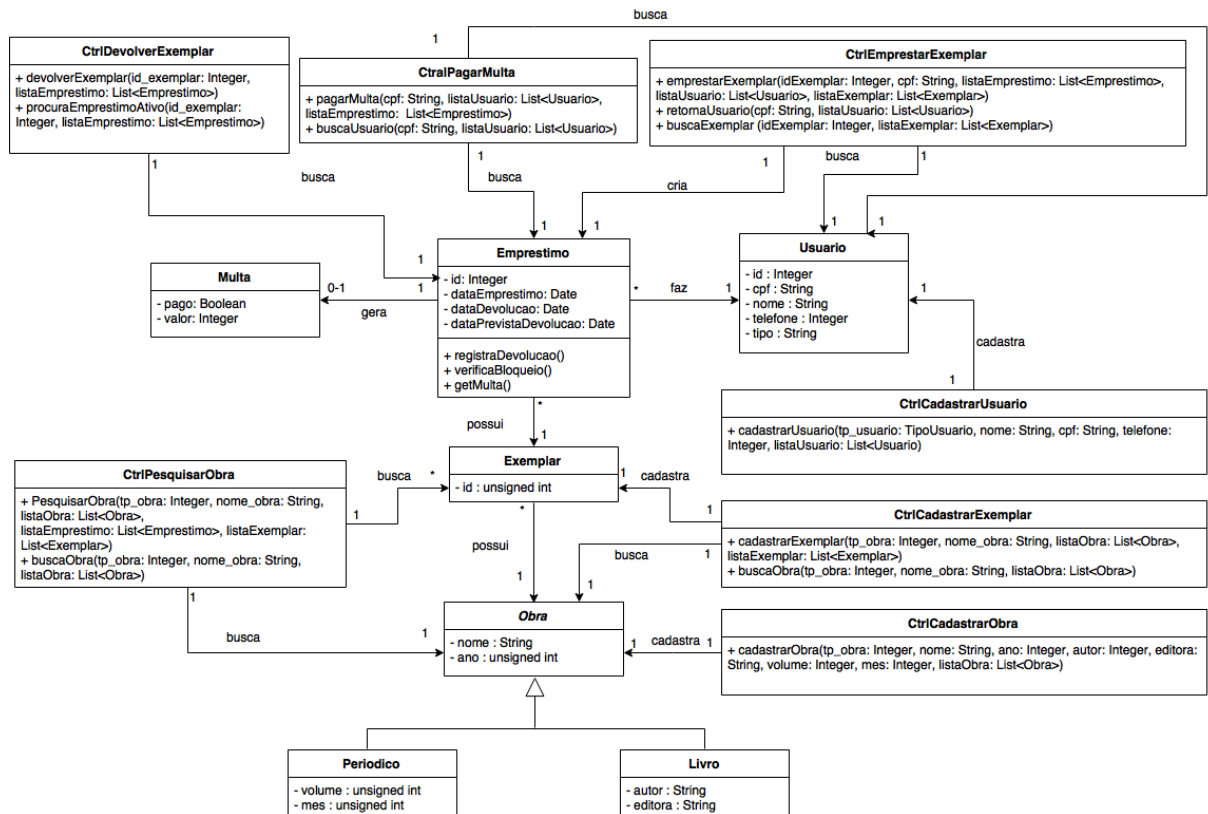 busca
1
CtrlDevolverExemplar
+ devolverExemplar(id_exemplar: Integer,
listaEmprestimo: List<Emprestimo>)
+ procuraEmprestimoAtivo(id_exemplar:
Integer, listaEmprestimo: List<Emprestimo>)
1
CtralPagarMulta
+ pagarMulta(cpf: String, listaUsuario: List<Usuario>,
listaEmprestimo: List<Emprestimo>)
+ buscaUsuario(cpf: String, listaUsuario: List<Usuario>)
1
CtrlEmprestarExemplar
+ emprestarExemplar(idExemplar: Integer, cpf: String, listaEmprestimo: List<Emprestimo>,
listaUsuario: List<Usuario>, listaExemplar: List<Exemplar>)
+ retornaUsuario(cpf: String, listaUsuario: List<Usuario>)
+ buscaExemplar (idExemplar: Integer, listaExemplar: List<Exemplar>)
1
busca
1
busca
busca
cria
1
1
1
1
1
Multa
- pago: Boolean
- valor: Integer
0-1
gera
1
Emprestimo
- id: Integer
- dataEmprestimo: Date
- dataDevolucao: Date
- dataPrevistaDevolucao: Date
+ registraDevolucao()
+ verificaBloqueio()
+ getMulta()
*
faz
1
Usuario
- id : Integer
- cpf : String
- nome : String
- telefone : Integer
- tipo : String
1
cadastra
1
CtrlCadastrarUsuario
+ cadastrarUsuario(tp_usuario: TipoUsuario, nome: String, cpf: String, telefone:
Integer, listaUsuario: List<Usuario)
*
possui
1
CtrlPesquisarObra
+ PesquisarObra(tp_obra: Integer, nome_obra: String,
listaObra: List<Obra>,
listaEmprestimo: List<Emprestimo>, listaExemplar:
List<Exemplar>)
+ buscaObra(tp_obra: Integer, nome_obra: String,
listaObra: List<Obra>)
busca
*
1
Exemplar
- id : unsigned int
1
cadastra
1
CtrlCadastrarExemplar
+ cadastrarExemplar(tp_obra: Integer, nome_obra: String, listaObra: List<Obra>,
listaExemplar: List<Exemplar>)
+ buscaObra(tp_obra: Integer, nome_obra: String, listaObra: List<Obra>)
*
possui
1
busca
1
1
1
busca
1
Obra
- nome : String
- ano : unsigned int
1
cadastra
1
CtrlCadastrarObra
+ cadastrarObra(tp_obra: Integer, nome: String, ano: Integer, autor: Integer, editora:
String, volume: Integer, mes: Integer, listaObra: List<Obra>)
Periodico
- volume : unsigned int
- mes : unsigned int
Livro
- autor : String
- editora : String